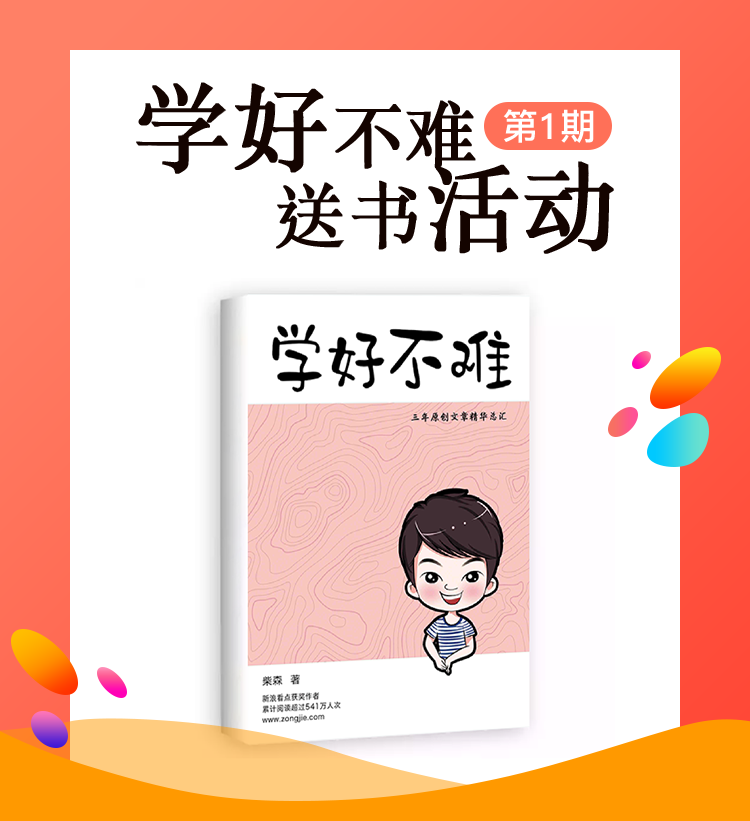 学好不难 第1期
送书活动
学好不难
三年原创文章精华总汇
柴森 著
新浪看点获奖作者
累计阅读超过541万人次
www.zongjie.com